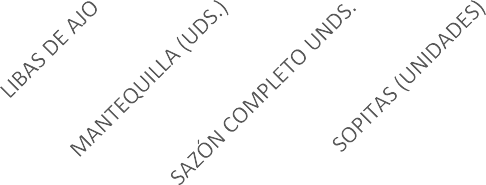 LIBAS DE AJO
MANTEQUILLA (UDS.)
SAZÓN COMPLETO UNDS.
SOPITAS (UNIDADES)